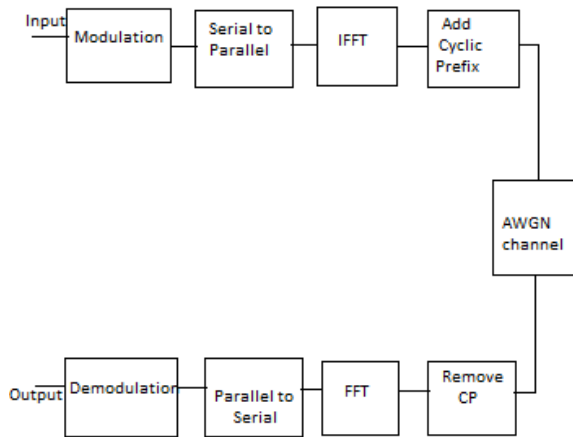 Input
Modulation
Serial to
Parallel
IFFT
Add
Cyclic
Prefix
AWGN
channel
Output
Demodulation
Parallel to
Serial
FFT
Remove
CP